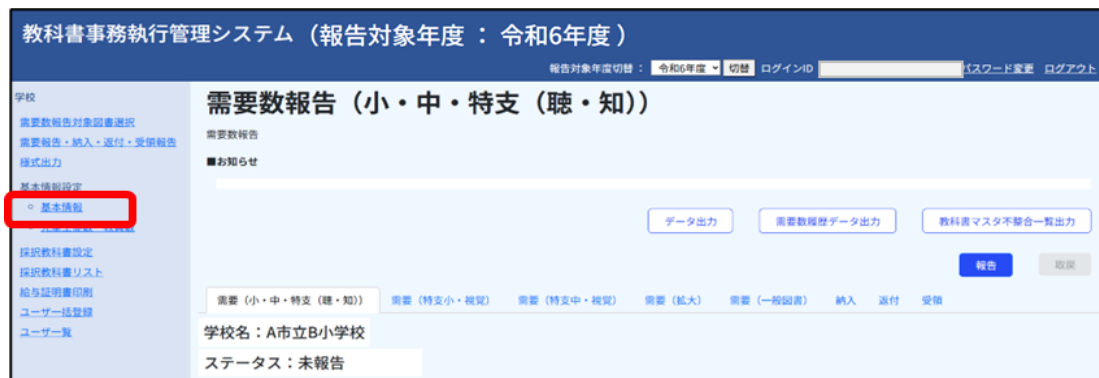 教科書事務執行管理システム (報告対象年度 : 令和6年度 )
報告対象年度切替 : 令和6年度 切替 ログインID パスワード変更 ログアウト
学校
需要数報告対象図書選択
需要報告・納入・返付・受領報告
様式出力
基本情報設定
基本情報
採択教科書設定
採択教科書リスト
給与証明書印刷
ユーザ一括登録
ユーザ一覧
需要数報告 (小・中・特支 (聴・知))
需要数報告
■お知らせ
データ出力 需要数履歴データ出力 教科書マスタ不整合一覧出力
報告 取戻
需要 (小・中・特支 (聴・知)) 需要 (特支小・視覚) 需要 (特支中・視覚) 需要 (拡大) 需要 (一般図書) 納入 返付 受領
学校名:A市立B小学校
ステータス:未報告